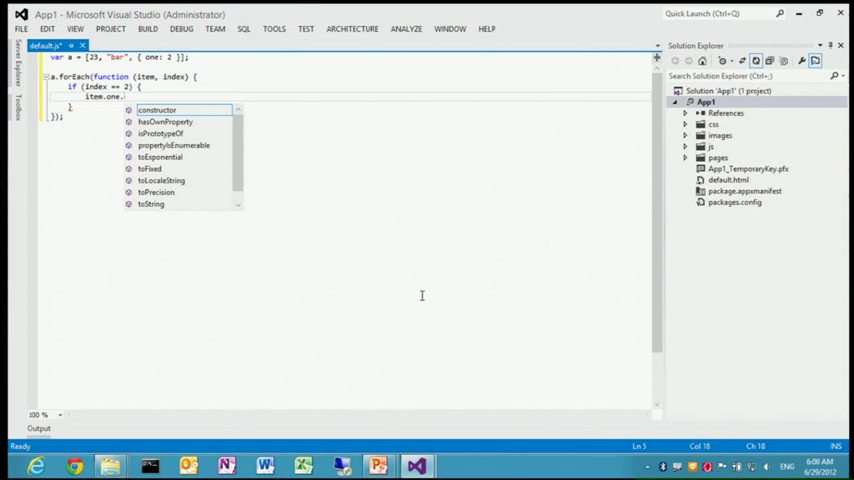 App1 - Microsoft Visual Studio (Administrator)
Quick Launch (Ctrl+Q)
FILE EDIT VIEW PROJECT BUILD DEBUG TEAM SQL TOOLS TEST ARCHITECTURE ANALYZE WINDOW HELP
Server Explorer
Toolbox
default.js*
var a = [23, "bar", { one: 2 }];
a.forEach(function (item, index) {
if (index == 2) {
item.one.
}
});
constructor
hasOwnProperty
isPrototypeOf
propertyIsEnumerable
toExponential
toFixed
toLocaleString
toPrecision
toString
100 %
Output
Solution Explorer
Search Solution Explorer (Ctrl+;)
Solution 'App1' (1 project)
App1
References
css
images
js
pages
App1_TemporaryKey.pfx
default.html
package.appxmanifest
packages.config
Ready
Ln 5 Col 18 Ch 18 INS
ENG
6:00 AM
6/29/2012